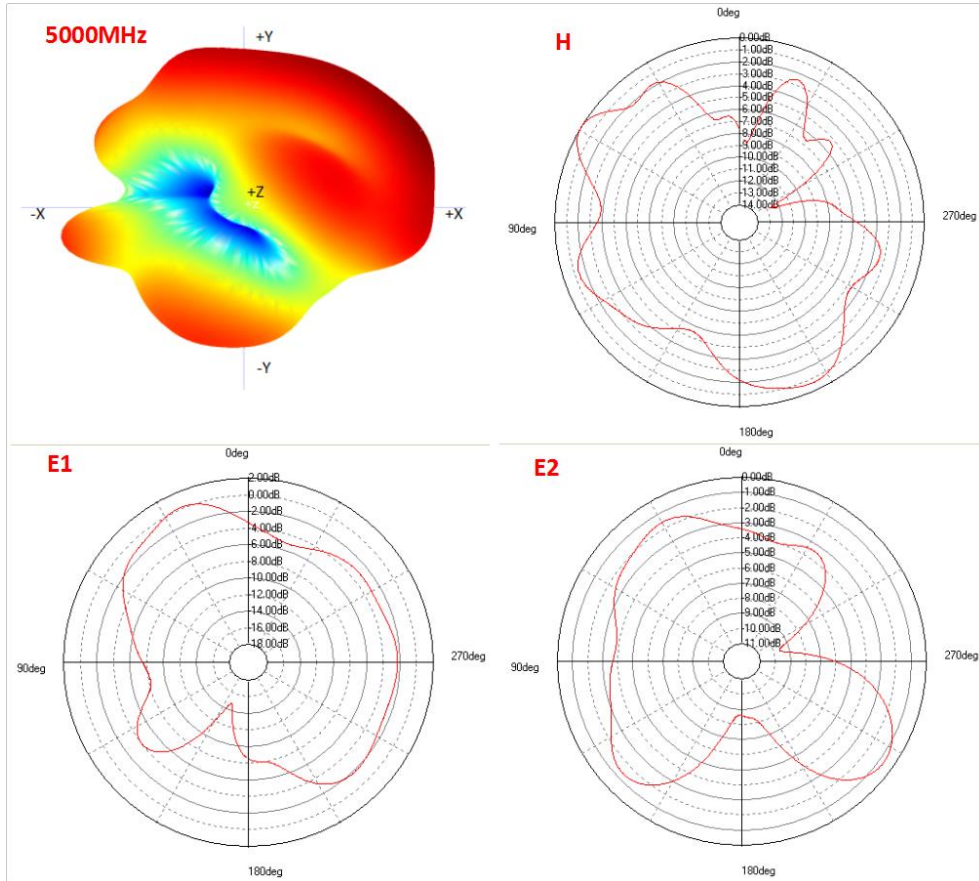 5000MHz
+Y
+Z
+Z
-X
+X
-Y
H
0deg
0.00dB
1.00dB
2.00dB
3.00dB
4.00dB
5.00dB
6.00dB
7.00dB
8.00dB
9.00dB
10.00dB
11.00dB
12.00dB
13.00dB
14.00dB
90deg
270deg
180deg
E1
0deg
2.00dB
0.00dB
2.00dB
4.00dB
6.00dB
8.00dB
10.00dB
12.00dB
14.00dB
16.00dB
18.00dB
90deg
270deg
180deg
E2
0deg
0.00dB
1.00dB
2.00dB
3.00dB
4.00dB
5.00dB
6.00dB
7.00dB
8.00dB
9.00dB
10.00dB
11.00dB
90deg
270deg
180deg